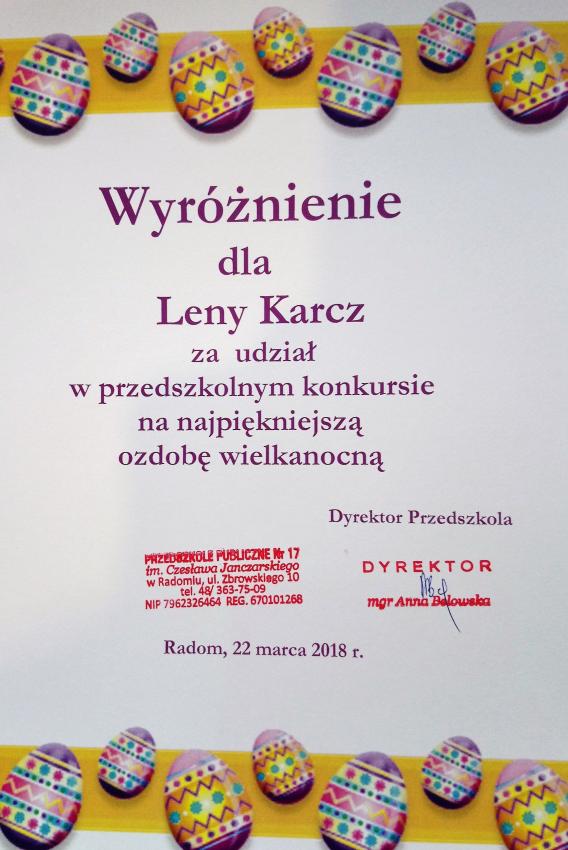 Wyróżnienie
dla
Leny Karcz
za udział
w przedszkolnym konkursie
na najpiękniejszą
ozdobę wielkanocną
Dyrektor Przedszkola
PRZEDSZKOLE PUBLICZNE Nr 17
im. Czesława Janczarskiego
w Radomiu, ul. Zbrowskiego 10
tel. 48/ 363-75-09
NIP 7962326464 REG. 670101268
DYREKTOR
mgr Anna
Radom, 22 marca 2018 r.